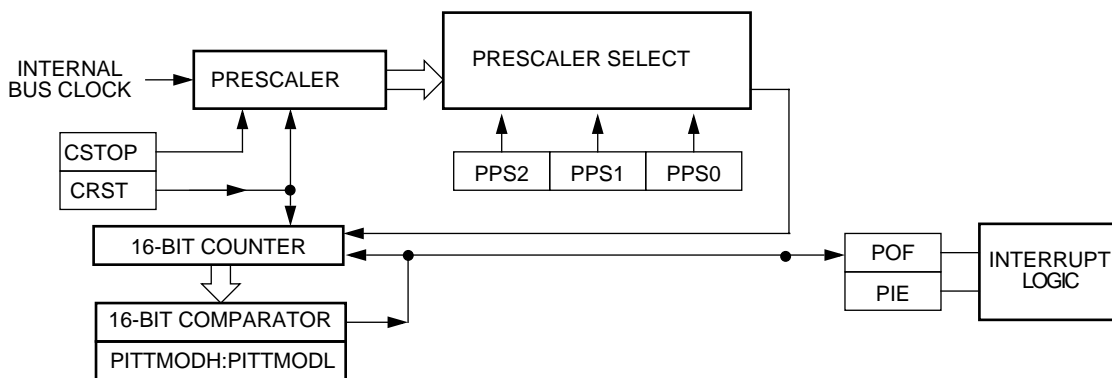 INTERNAL
BUS CLOCK
PRESCALER
PRESCALER SELECT
CSTOP
CRST
PPS2
PPS1
PPS0
16-BIT COUNTER
16-BIT COMPARATOR
PITTMODH:PITTMODL
POF
PIE
INTERRUPT
LOGIC